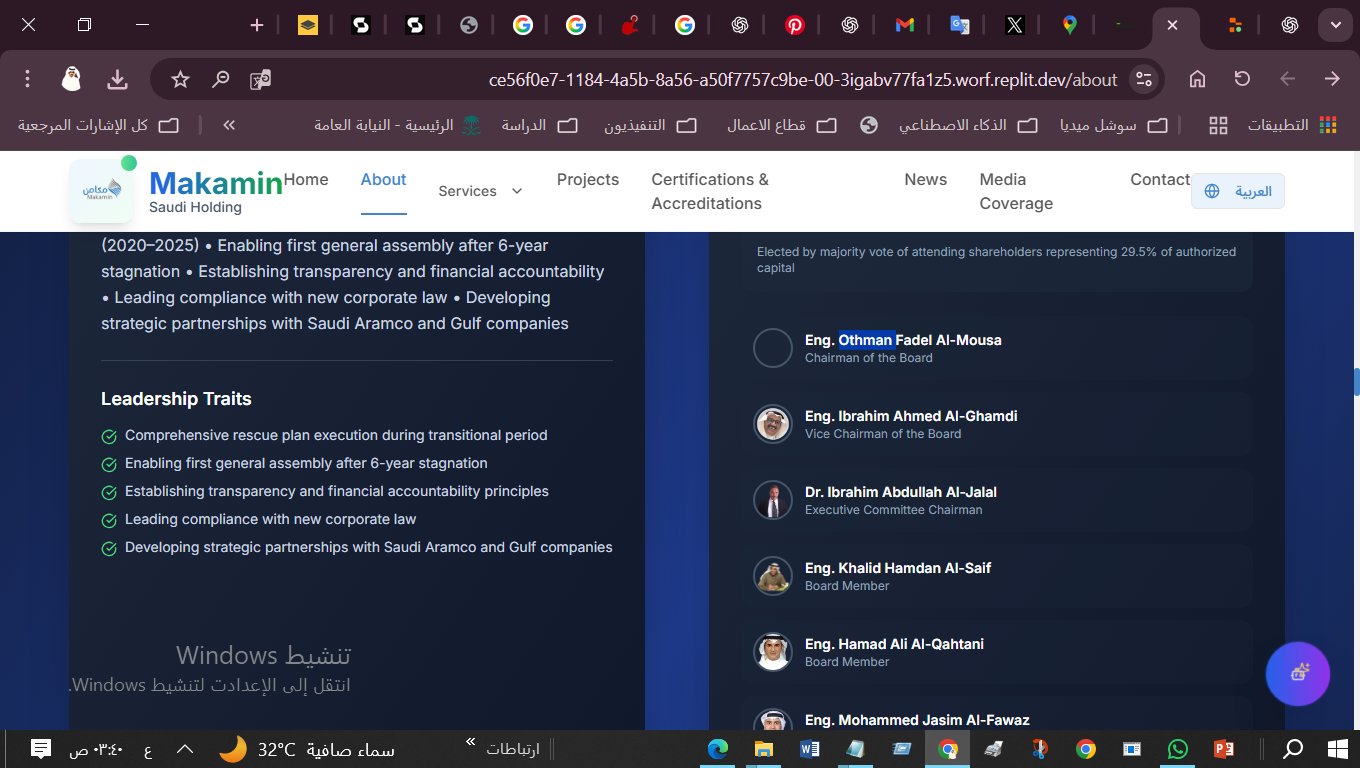 ce56f0e7-1184-4a5b-8a56-a50f7757c9be-00-3igabv77fa1z5.worf.replit.dev/about
التطبيقات
سوشل ميديا
الذكاء الاصطناعي
قطاع الاعمال
التنفيذيون
الدراسة
الرئيسية - النيابة العامة
»
كل الإشارات المرجعية
مكامن
Makamin
Makamin
Saudi Holding
Home
About
Services
Projects
Certifications &
Accreditations
News
Media
Coverage
Contact
العربية
(2020–2025) • Enabling first general assembly after 6-year
stagnation • Establishing transparency and financial accountability
• Leading compliance with new corporate law • Developing
strategic partnerships with Saudi Aramco and Gulf companies
Leadership Traits
Comprehensive rescue plan execution during transitional period
Enabling first general assembly after 6-year stagnation
Establishing transparency and financial accountability principles
Leading compliance with new corporate law
Developing strategic partnerships with Saudi Aramco and Gulf companies
Elected by majority vote of attending shareholders representing 29.5% of authorized
capital
Eng. Othman Fadel Al-Mousa
Chairman of the Board
Eng. Ibrahim Ahmed Al-Ghamdi
Vice Chairman of the Board
Dr. Ibrahim Abdullah Al-Jalal
Executive Committee Chairman
Eng. Khalid Hamdan Al-Saif
Board Member
Eng. Hamad Ali Al-Qahtani
Board Member
Eng. Mohammed Jasim Al-Fawaz
تنشيط Windows
انتقل إلى الإعدادت لتنشيط Windows.
ارتباطات
»
سماء صافية
32°C
ع
٠٣:٤٠ ص